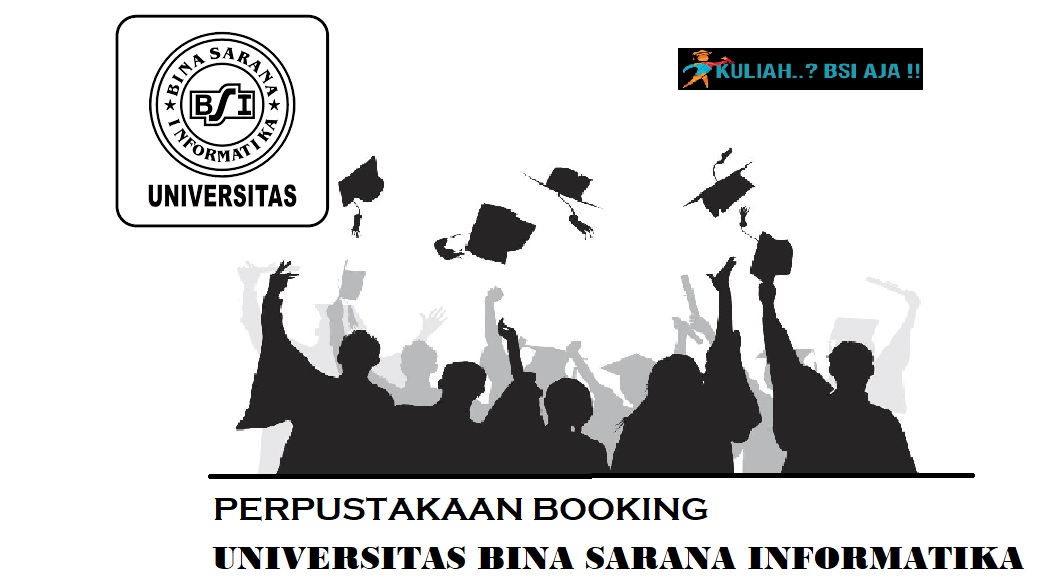 BINA SARANA
BSI
INFORMATIKA
UNIVERSITAS
KULIAH..? BSI AJA !!
PERPUSTAKAAN BOOKING
UNIVERSITAS BINA SARANA INFORMATIKA